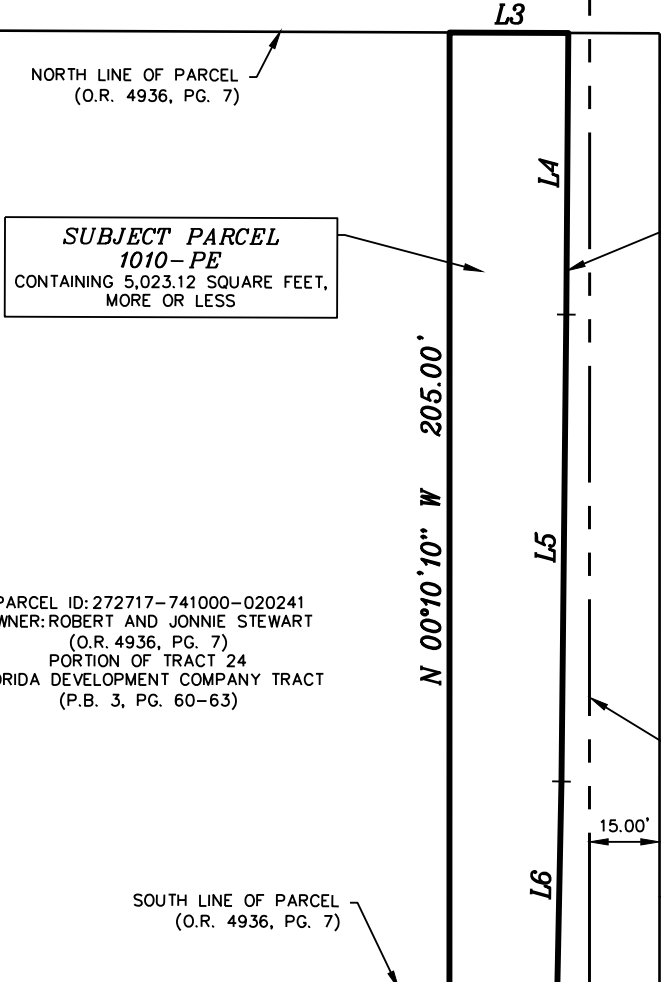 L3
NORTH LINE OF PARCEL
(O.R. 4936, PG. 7)
L4
SUBJECT PARCEL
1010-PE
CONTAINING 5,023.12 SQUARE FEET,
MORE OR LESS
N 00°10'10" W 205.00'
L5
PARCEL ID: 272717-741000-020241
WNER: ROBERT AND JONNIE STEWART
(O.R. 4936, PG. 7)
PORTION OF TRACT 24
ORIDA DEVELOPMENT COMPANY TRACT
(P.B. 3, PG. 60-63)
15.00'
L6
SOUTH LINE OF PARCEL
(O.R. 4936, PG. 7)